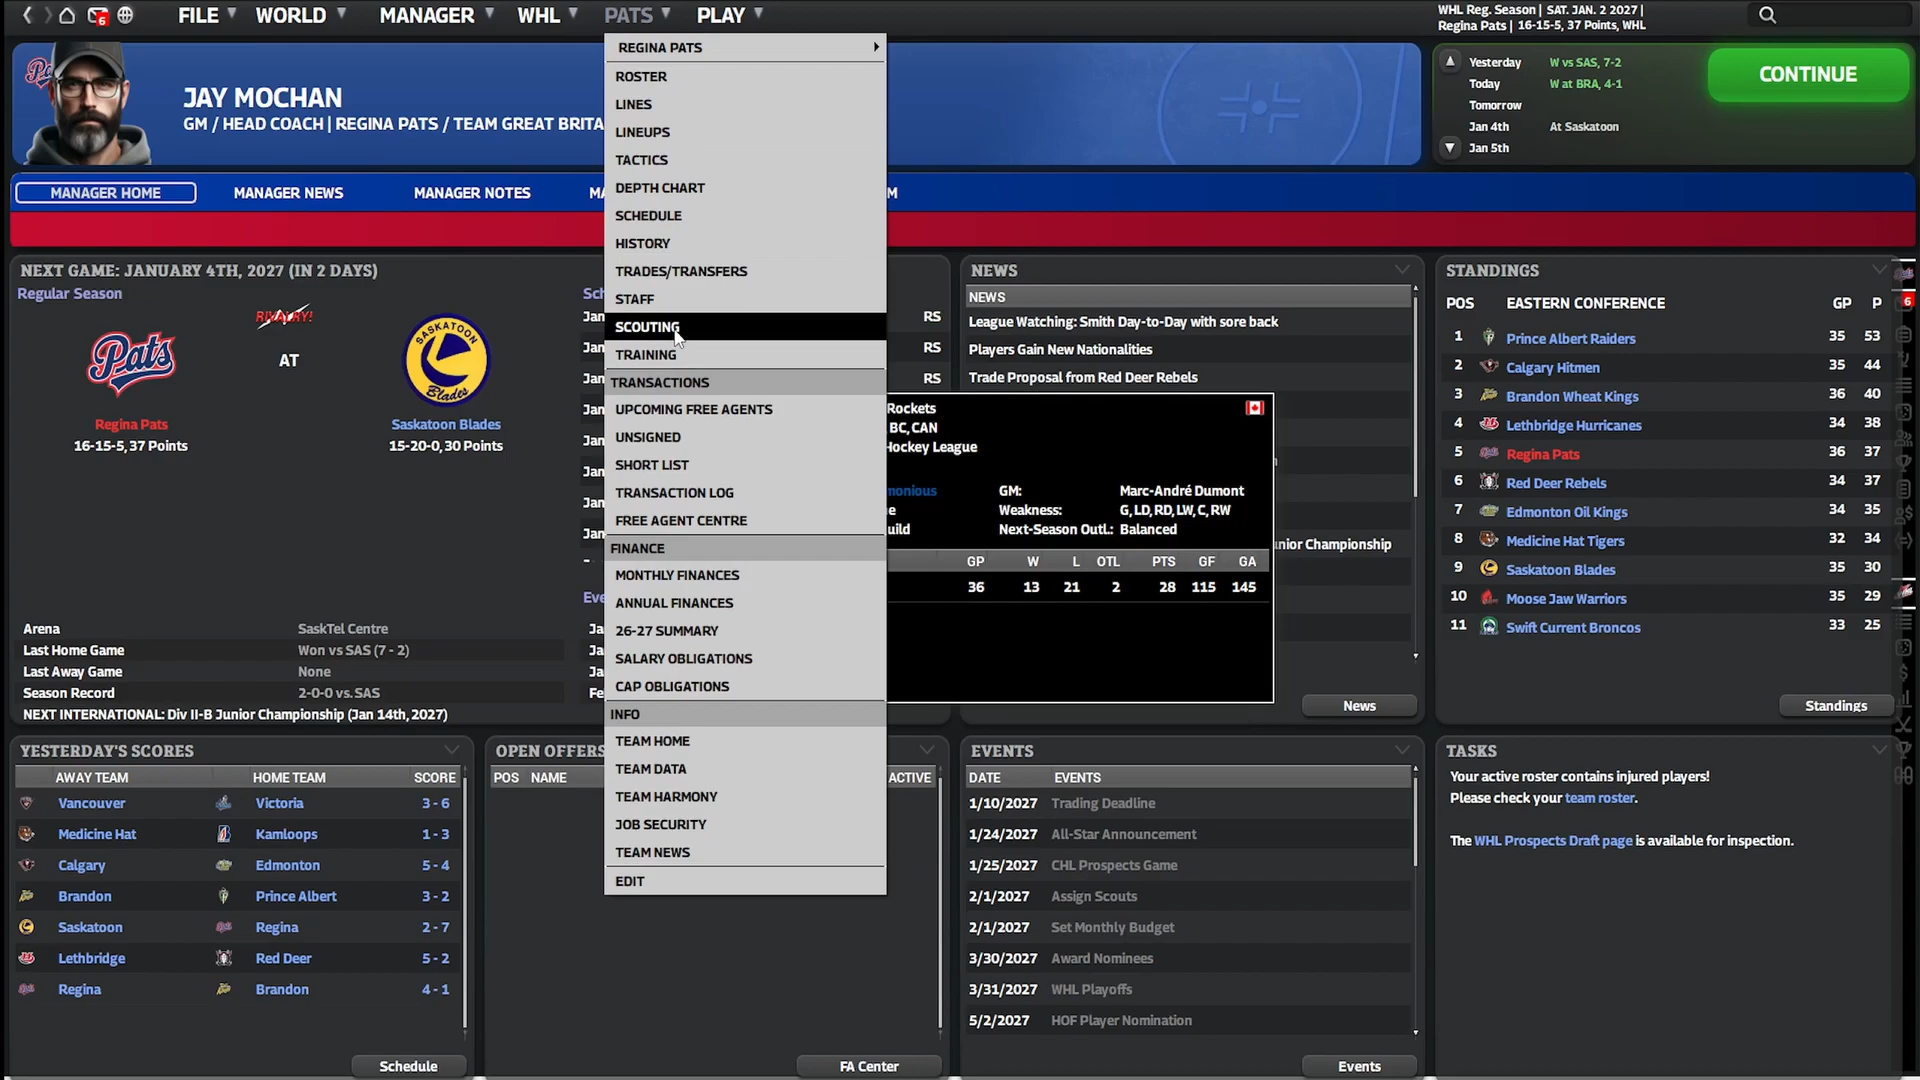 FILE
WORLD
MANAGER
WHL
PATS
PLAY
6
WHL Reg. Season | SAT. JAN. 2 2027 |
Regina Pats | 16-15-5, 37 Points, WHL
JAY MOCHAN
GM / HEAD COACH | REGINA PATS / TEAM GREAT BRITA
Yesterday W vs SAS, 7-2
Today W at BRA, 4-1
Tomorrow
Jan 4th At Saskatoon
Jan 5th
CONTINUE
MANAGER HOME
MANAGER NEWS
MANAGER NOTES
REGINA PATS
ROSTER
LINES
LINEUPS
TACTICS
DEPTH CHART
SCHEDULE
HISTORY
TRADES/TRANSFERS
STAFF
SCOUTING
TRAINING
TRANSACTIONS
UPCOMING FREE AGENTS
UNSIGNED
SHORT LIST
TRANSACTION LOG
FREE AGENT CENTRE
FINANCE
MONTHLY FINANCES
ANNUAL FINANCES
26-27 SUMMARY
SALARY OBLIGATIONS
CAP OBLIGATIONS
INFO
TEAM HOME
TEAM DATA
TEAM HARMONY
JOB SECURITY
TEAM NEWS
EDIT
NEXT GAME: JANUARY 4TH, 2027 (IN 2 DAYS)
Regular Season
RIVALRY!
Pats
AT
SASKATOON
Blades
Regina Pats
16-15-5, 37 Points
Saskatoon Blades
15-20-0, 30 Points
Arena SaskTel Centre
Last Home Game Won vs SAS (7 - 2)
Last Away Game None
Season Record 2-0-0 vs. SAS
NEXT INTERNATIONAL: Div II-B Junior Championship (Jan 14th, 2027)
RS
RS
RS
Rockets
BC, CAN
Hockey League
monious
GM: Marc-André Dumont
Weakness: G, LD, RD, LW, C, RW
uild
Next-Season Outl.: Balanced
GP W L OTL PTS GF GA
36 13 21 2 28 115 145
NEWS
NEWS
League Watching: Smith Day-to-Day with sore back
Players Gain New Nationalities
Trade Proposal from Red Deer Rebels
unior Championship
News
STANDINGS
POS EASTERN CONFERENCE GP P
1 Prince Albert Raiders 35 53
2 Calgary Hitmen 35 44
3 Brandon Wheat Kings 36 40
4 Lethbridge Hurricanes 34 38
5 Regina Pats 36 37
6 Red Deer Rebels 34 37
7 Edmonton Oil Kings 34 35
8 Medicine Hat Tigers 32 34
9 Saskatoon Blades 35 30
10 Moose Jaw Warriors 35 29
11 Swift Current Broncos 33 25
Standings
6
YESTERDAY'S SCORES
AWAY TEAM HOME TEAM SCORE
Vancouver Victoria 3 - 6
Medicine Hat Kamloops 1 - 3
Calgary Edmonton 5 - 4
Brandon Prince Albert 3 - 2
Saskatoon Regina 2 - 7
Lethbridge Red Deer 5 - 2
Regina Brandon 4 - 1
Schedule
OPEN OFFERS
POS NAME ACTIVE
FA Center
EVENTS
DATE EVENTS
1/10/2027 Trading Deadline
1/24/2027 All-Star Announcement
1/25/2027 CHL Prospects Game
2/1/2027 Assign Scouts
2/1/2027 Set Monthly Budget
3/30/2027 Award Nominees
3/31/2027 WHL Playoffs
5/2/2027 HOF Player Nomination
Events
TASKS
Your active roster contains injured players!
Please check your team roster.
The WHL Prospects Draft page is available for inspection.